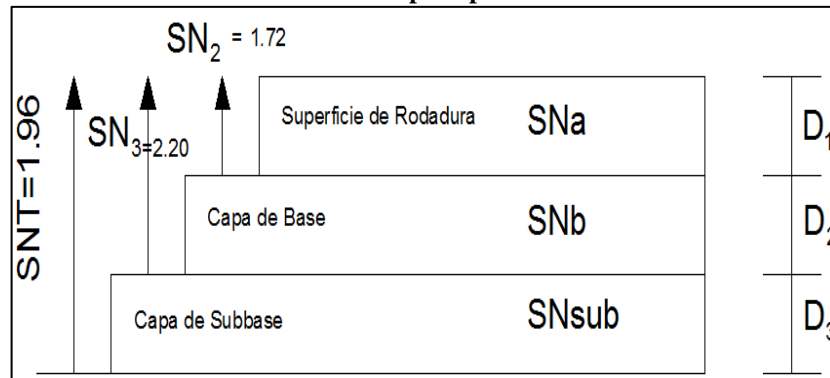 SN2 = 1.72
SNT=1.96
SN3=2.20
Superficie de Rodadura SNa D1
Capa de Base SNb D2
Capa de Subbase SNsub D3